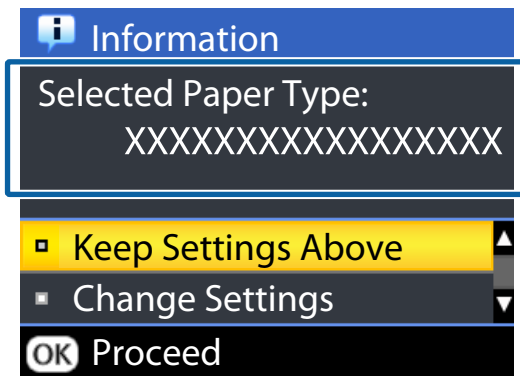 Information
Selected Paper Type:
XXXXXXXXXXXXXXXXX
Keep Settings Above
Change Settings
OK Proceed